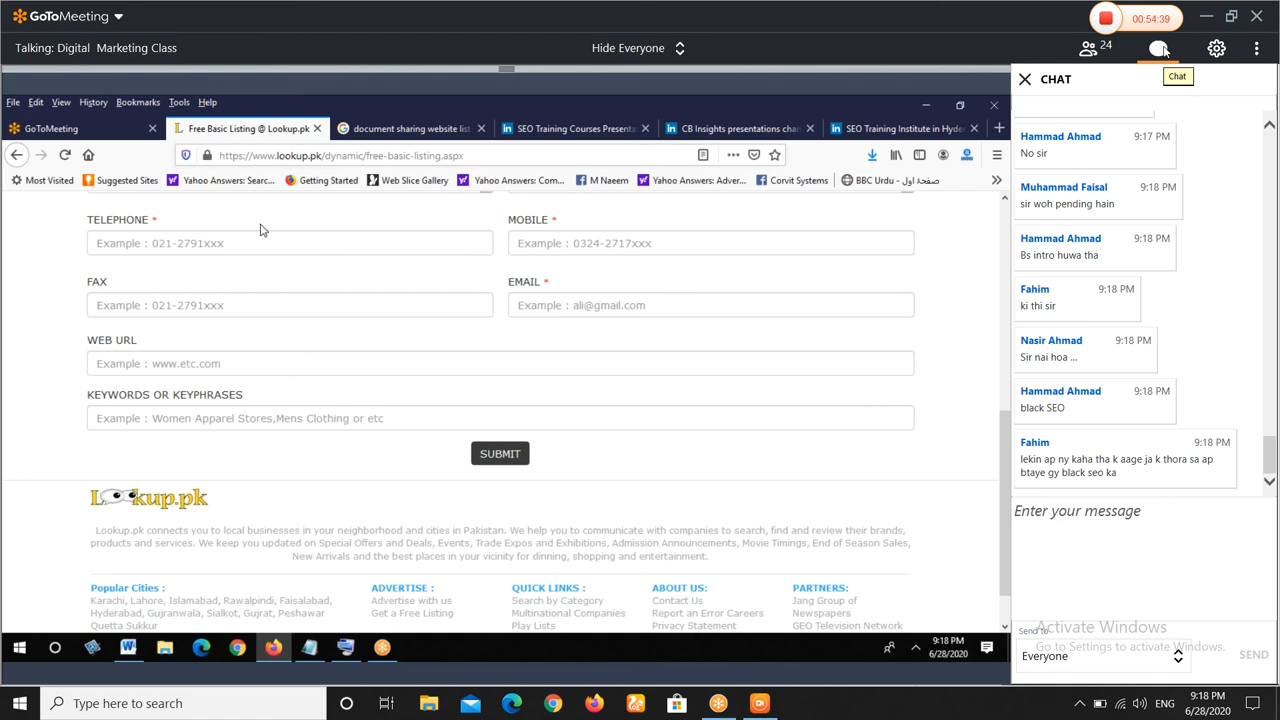 GoToMeeting
00:54:39
Talking: Digital Marketing Class
Hide Everyone
24
Chat
CHAT
File Edit View History Bookmarks Tools Help
GoToMeeting
Free Basic Listing @ Lookup.pk
document sharing website list
SEO Training Courses Presenta
CB Insights presentations chan
SEO Training Institute in Hyde
https://www.lookup.pk/dynamic/free-basic-listing.aspx
Most Visited
Suggested Sites
Yahoo Answers: Searc...
Getting Started
Web Slice Gallery
Yahoo Answers: Com...
M Naeem
Yahoo Answers: Adver...
Corvit Systems
BBC Urdu - صفحۂ اول
TELEPHONE *
Example : 021-2791xxx
MOBILE *
Example : 0324-2717xxx
FAX
Example : 021-2791xxx
EMAIL *
Example : ali@gmail.com
WEB URL
Example : www.etc.com
KEYWORDS OR KEYPHRASES
Example : Women Apparel Stores,Mens Clothing or etc
SUBMIT
Lookup.pk
Lookup.pk connects you to local businesses in your neighborhood and cities in Pakistan. We help you to communicate with companies to search, find and review their brands,
products and services. We keep you updated on Special Offers and Deals, Events, Trade Expos and Exhibitions, Admission Announcements, Movie Timings, End of Season Sales,
New Arrivals and the best places in your vicinity for dinning, shopping and entertainment.
Popular Cities :
Karachi, Lahore, Islamabad, Rawalpindi, Faisalabad,
Hyderabad, Gujranwala, Sialkot, Gujrat, Peshawar
Quetta Sukkur
ADVERTISE :
Advertise with us
Get a Free Listing
QUICK LINKS :
Search by Category
Multinational Companies
Play Lists
ABOUT US:
Contact Us
Report an Error Careers
Privacy Statement
PARTNERS:
Jang Group of
Newspapers
GEO Television Network
9:18 PM
6/28/2020
Hammad Ahmad 9:17 PM
No sir
Muhammad Faisal 9:18 PM
sir woh pending hain
Hammad Ahmad 9:18 PM
Bs intro huwa tha
Fahim 9:18 PM
ki thi sir
Nasir Ahmad 9:18 PM
Sir nai hoa ...
Hammad Ahmad 9:18 PM
black SEO
Fahim 9:18 PM
lekin ap ny kaha tha k aage ja k thora sa ap
btaye gy black seo ka
Enter your message
Activate Windows
Go to Settings to activate Windows.
Send to
Everyone
SEND
Type here to search
ENG
9:18 PM
6/28/2020